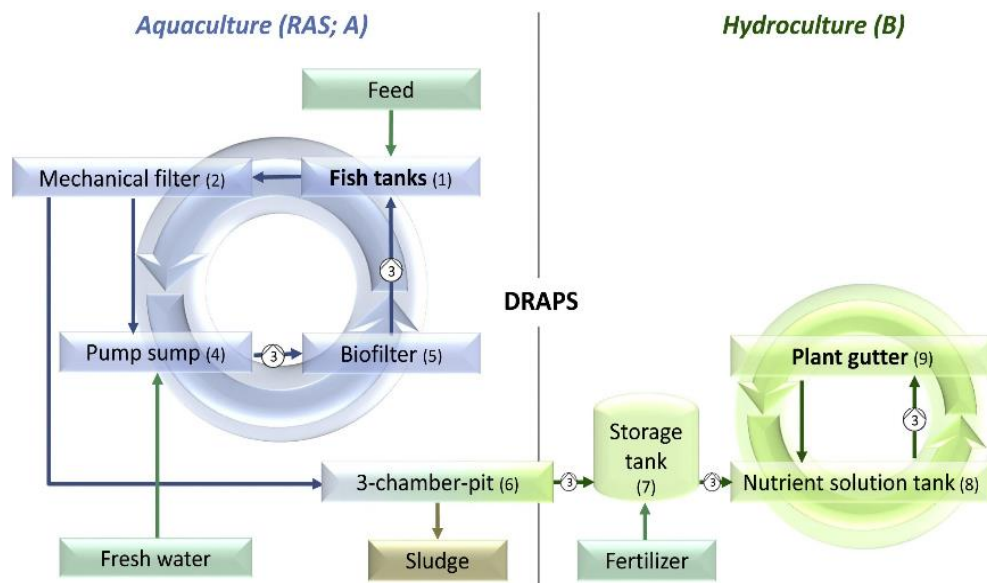 Aquaculture (RAS; A)
Hydroculture (B)
Feed
Mechanical filter (2)
Fish tanks (1)
3
DRAPS
Pump sump (4)
3
Biofilter (5)
Plant gutter (9)
3
Storage
tank
(7)
3-chamber-pit (6)
3
3
Nutrient solution tank (8)
Fresh water
Sludge
Fertilizer